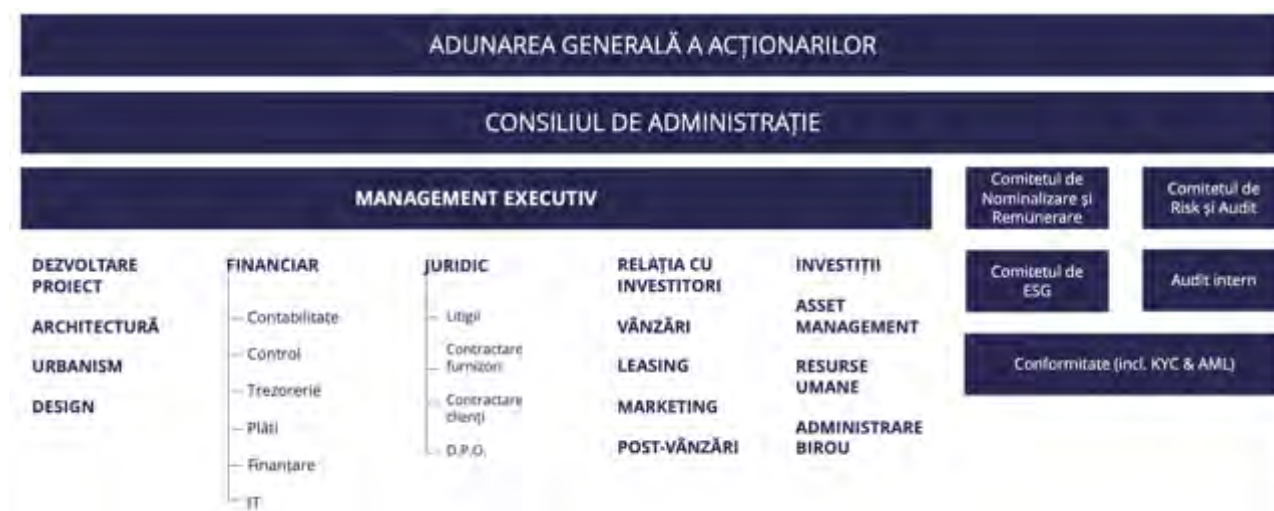 ADUNAREA GENERALĂ A ACȚIONARILOR
CONSILIUL DE ADMINISTRAȚIE
MANAGEMENT EXECUTIV
DEZVOLTARE
PROIECT
ARCHITECTURĂ
URBANISM
DESIGN
FINANCIAR
Contabilitate
Control
Trezorerie
Plăți
Finanțare
IT
JURIDIC
Litigii
Contractare
furnizori
Contractare
clienți
D.P.O.
RELAȚIA CU
INVESTITORI
VÂNZĂRI
LEASING
MARKETING
POST-VÂNZĂRI
INVESTIȚII
ASSET
MANAGEMENT
RESURSE
UMANE
ADMINISTRARE
BIROU
Comitetul de
Nominalizare și
Remunerare
Comitetul de
Risk și Audit
Comitetul de
ESG
Audit intern
Conformitate (incl. KYC & AML)